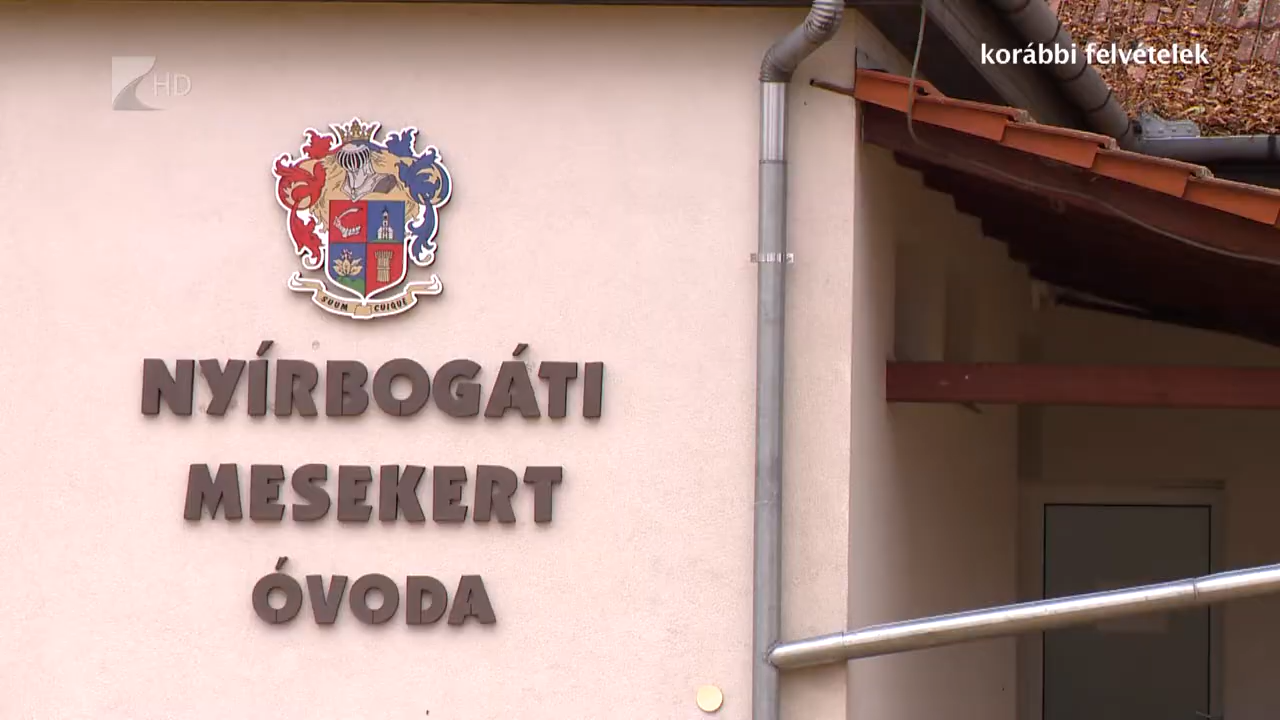 korábbi felvételek
HD
SUUM CUIQUE
NYÍRBOGÁTI
MESEKERT
ÓVODA